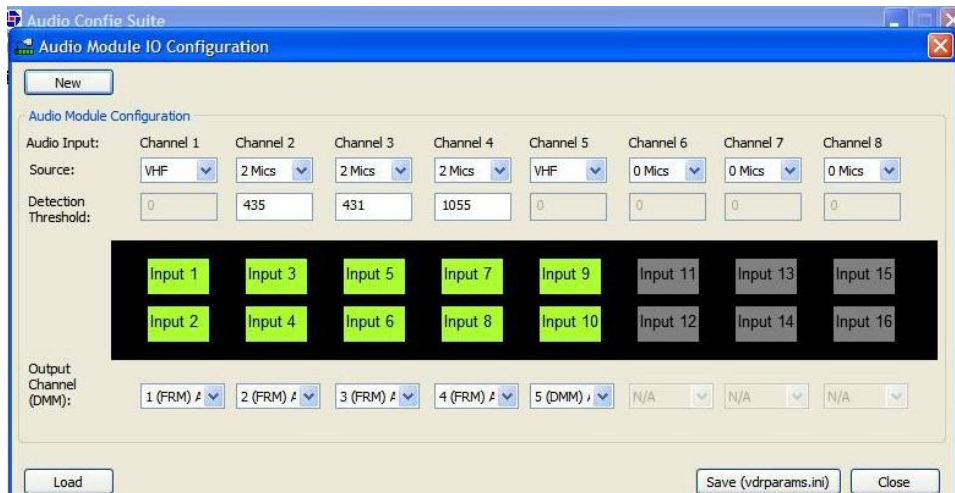 Audio Config Suite
Audio Module IO Configuration
New
Audio Module Configuration
Audio Input: Channel 1 Channel 2 Channel 3 Channel 4 Channel 5 Channel 6 Channel 7 Channel 8
Source: VHF 2 Mics 2 Mics 2 Mics VHF 0 Mics 0 Mics 0 Mics
Detection
Threshold: 0 435 431 1055 0 0 0 0
Input 1 Input 3 Input 5 Input 7 Input 9 Input 11 Input 13 Input 15
Input 2 Input 4 Input 6 Input 8 Input 10 Input 12 Input 14 Input 16
Output
Channel
(DMM): 1 (FRM) 2 (FRM) 3 (FRM) 4 (FRM) 5 (DMM) N/A N/A N/A
Load Save (vdrparams.ini) Close